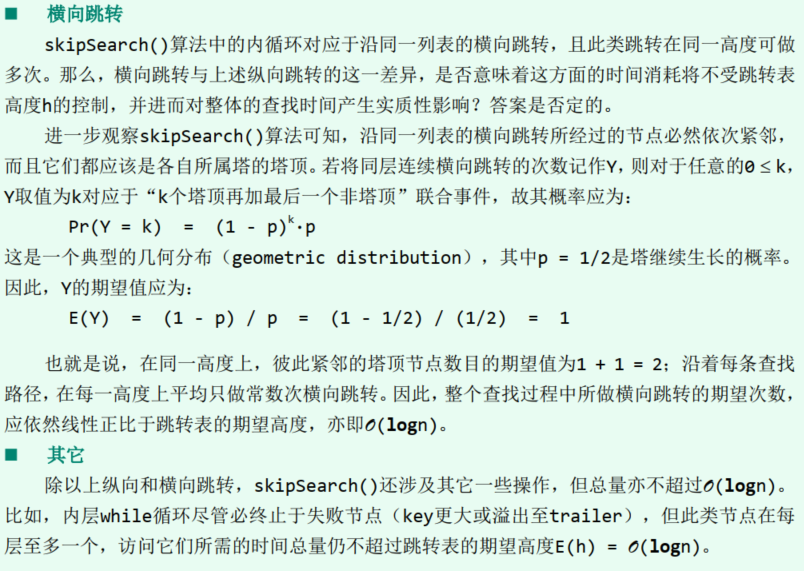 ■ 横向跳转
skipSearch()算法中的内循环对应于沿同一列表的横向跳转，且此类跳转在同一高度可做
多次。那么，横向跳转与上述纵向跳转的这一差异，是否意味着这方面的时间消耗将不受跳转表
高度h的控制，并进而对整体的查找时间产生实质性影响？答案是否定的。
进一步观察skipSearch()算法可知，沿同一列表的横向跳转所经过的节点必然依次紧邻，
而且它们都应该是各自所属塔的塔顶。若将同层连续横向跳转的次数记作Y，则对于任意的0 ≤ k，
Y取值为k对应于“k个塔顶再加最后一个非塔顶”联合事件，故其概率应为：
Pr(Y = k) = (1 - p)ᵏ·p
这是一个典型的几何分布（geometric distribution），其中p = 1/2是塔继续生长的概率。
因此，Y的期望值应为：
E(Y) = (1 - p) / p = (1 - 1/2) / (1/2) = 1
也就是说，在同一高度上，彼此紧邻的塔顶节点数目的期望值为1 + 1 = 2；沿着每条查找
路径，在每一高度上平均只做常数次横向跳转。因此，整个查找过程中所做横向跳转的期望次数，
应依然线性正比于跳转表的期望高度，亦即𝒪(logn)。
■ 其它
除以上纵向和横向跳转，skipSearch()还涉及其它一些操作，但总量亦不超过𝒪(logn)。
比如，内层while循环尽管必终止于失败节点（key更大或溢出至trailer），但此类节点在每
层至多一个，访问它们所需的时间总量仍不超过跳转表的期望高度E(h) = 𝒪(logn)。